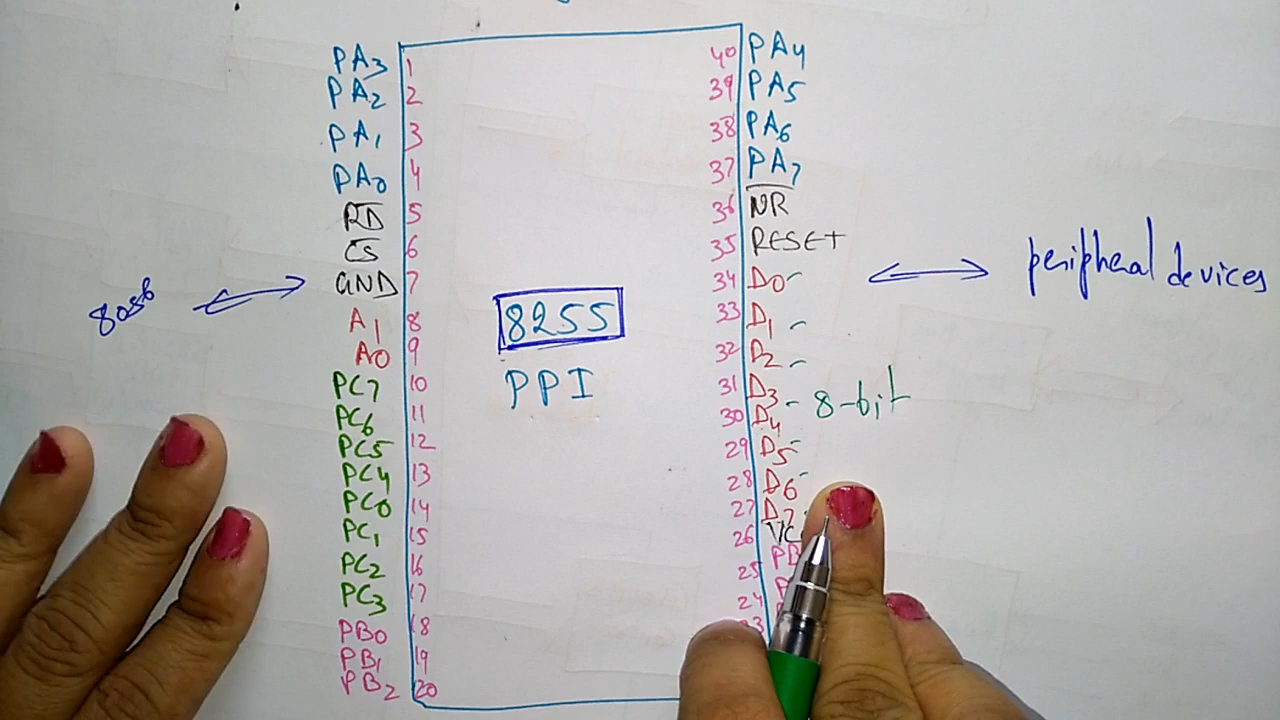 PA3 1
PA2 2
PA1 3
PA0 4
RD 5
CS 6
GND 7
A1 8
A0 9
PC7 10
PC6 11
PC5 12
PC4 13
PC0 14
PC1 15
PC2 16
PC3 17
PB0 18
PB1 19
PB2 20
8255
PPI
40 PA4
39 PA5
38 PA6
37 PA7
36 WR
35 RESET
34 D0
33 D1
32 D2
31 D3
30 D4
29 D5
28 D6
27 D7
26
25
24
8-bit
peripheral devices